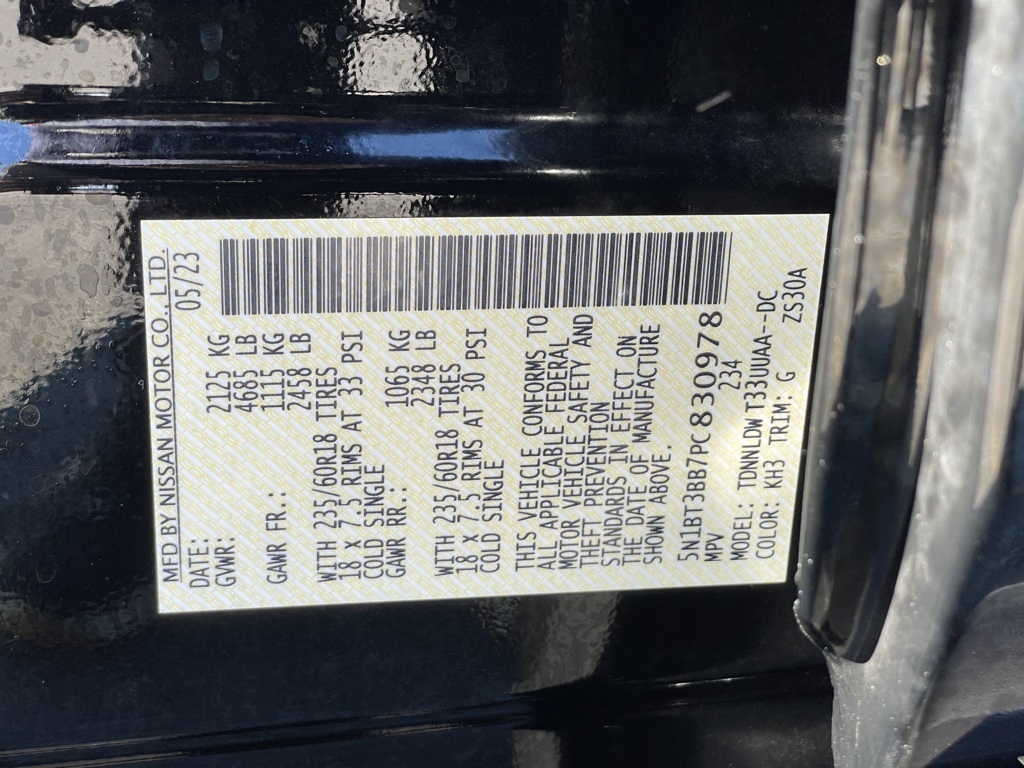 MFD BY NISSAN MOTOR CO., LTD.
DATE: 05/23
GVWR: 2125 KG
4685 LB
GAWR FR.: 1115 KG
2458 LB
WITH 235/60R18 TIRES
18 x 7.5 RIMS AT 33 PSI
COLD SINGLE
GAWR RR.: 1065 KG
2348 LB
WITH 235/60R18 TIRES
18 x 7.5 RIMS AT 30 PSI
COLD SINGLE
THIS VEHICLE CONFORMS TO
ALL APPLICABLE FEDERAL
MOTOR VEHICLE SAFETY AND
THEFT PREVENTION
STANDARDS IN EFFECT ON
THE DATE OF MANUFACTURE
SHOWN ABOVE.
5N1BT3BB7PC830978
MPV 234
MODEL: TDNNLDW T33UUAA--DC
COLOR: KH3 TRIM: G ZS30A